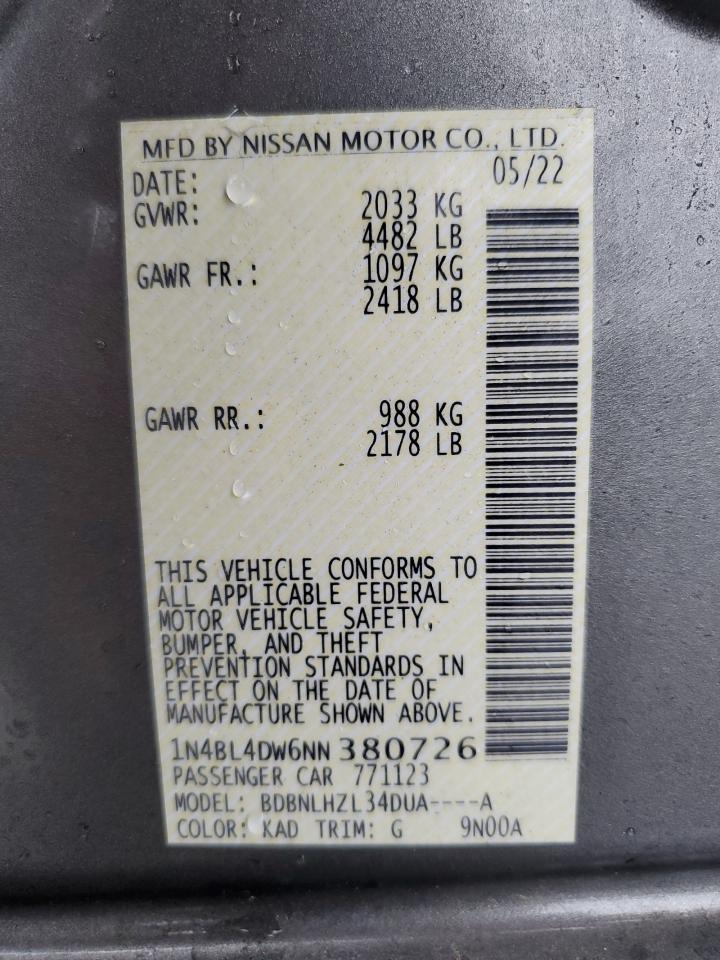 MFD BY NISSAN MOTOR CO., LTD.
DATE: 05/22
GVWR: 2033 KG
4482 LB
GAWR FR.: 1097 KG
2418 LB
GAWR RR.: 988 KG
2178 LB
THIS VEHICLE CONFORMS TO
ALL APPLICABLE FEDERAL
MOTOR VEHICLE SAFETY,
BUMPER, AND THEFT
PREVENTION STANDARDS IN
EFFECT ON THE DATE OF
MANUFACTURE SHOWN ABOVE.
1N4BL4DW6NN 380726
PASSENGER CAR 771123
MODEL: BDBNLHZL34DUA----A
COLOR: KAD TRIM: G 9N00A